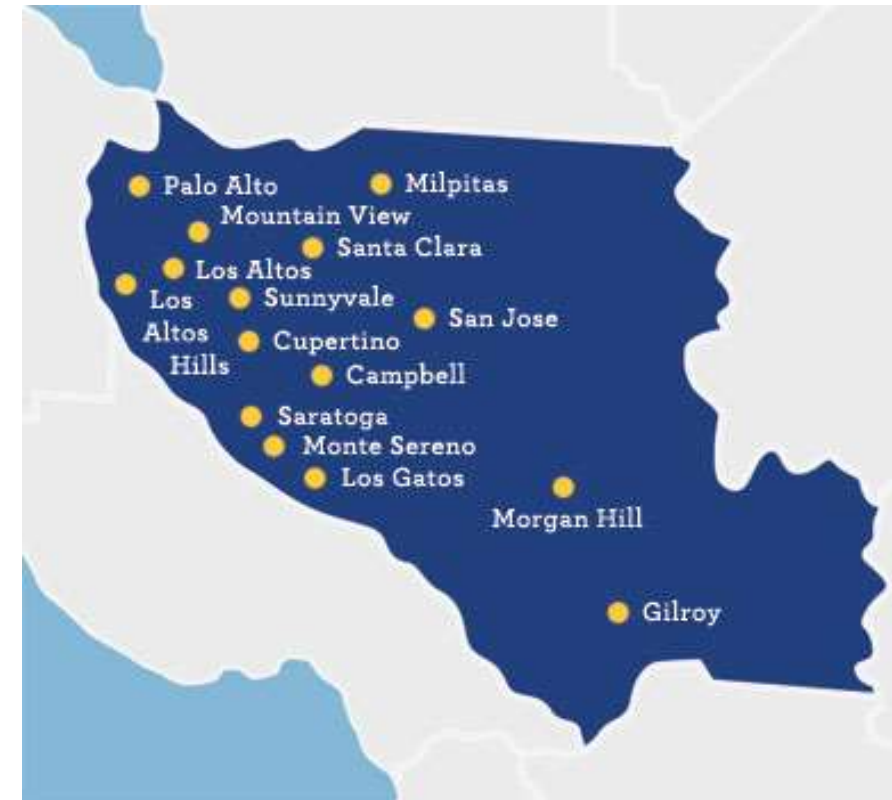 Palo Alto
Milpitas
Mountain View
Santa Clara
Los Altos
Los
Altos
Hills
Sunnyvale
San Jose
Cupertino
Campbell
Saratoga
Monte Sereno
Los Gatos
Morgan Hill
Gilroy